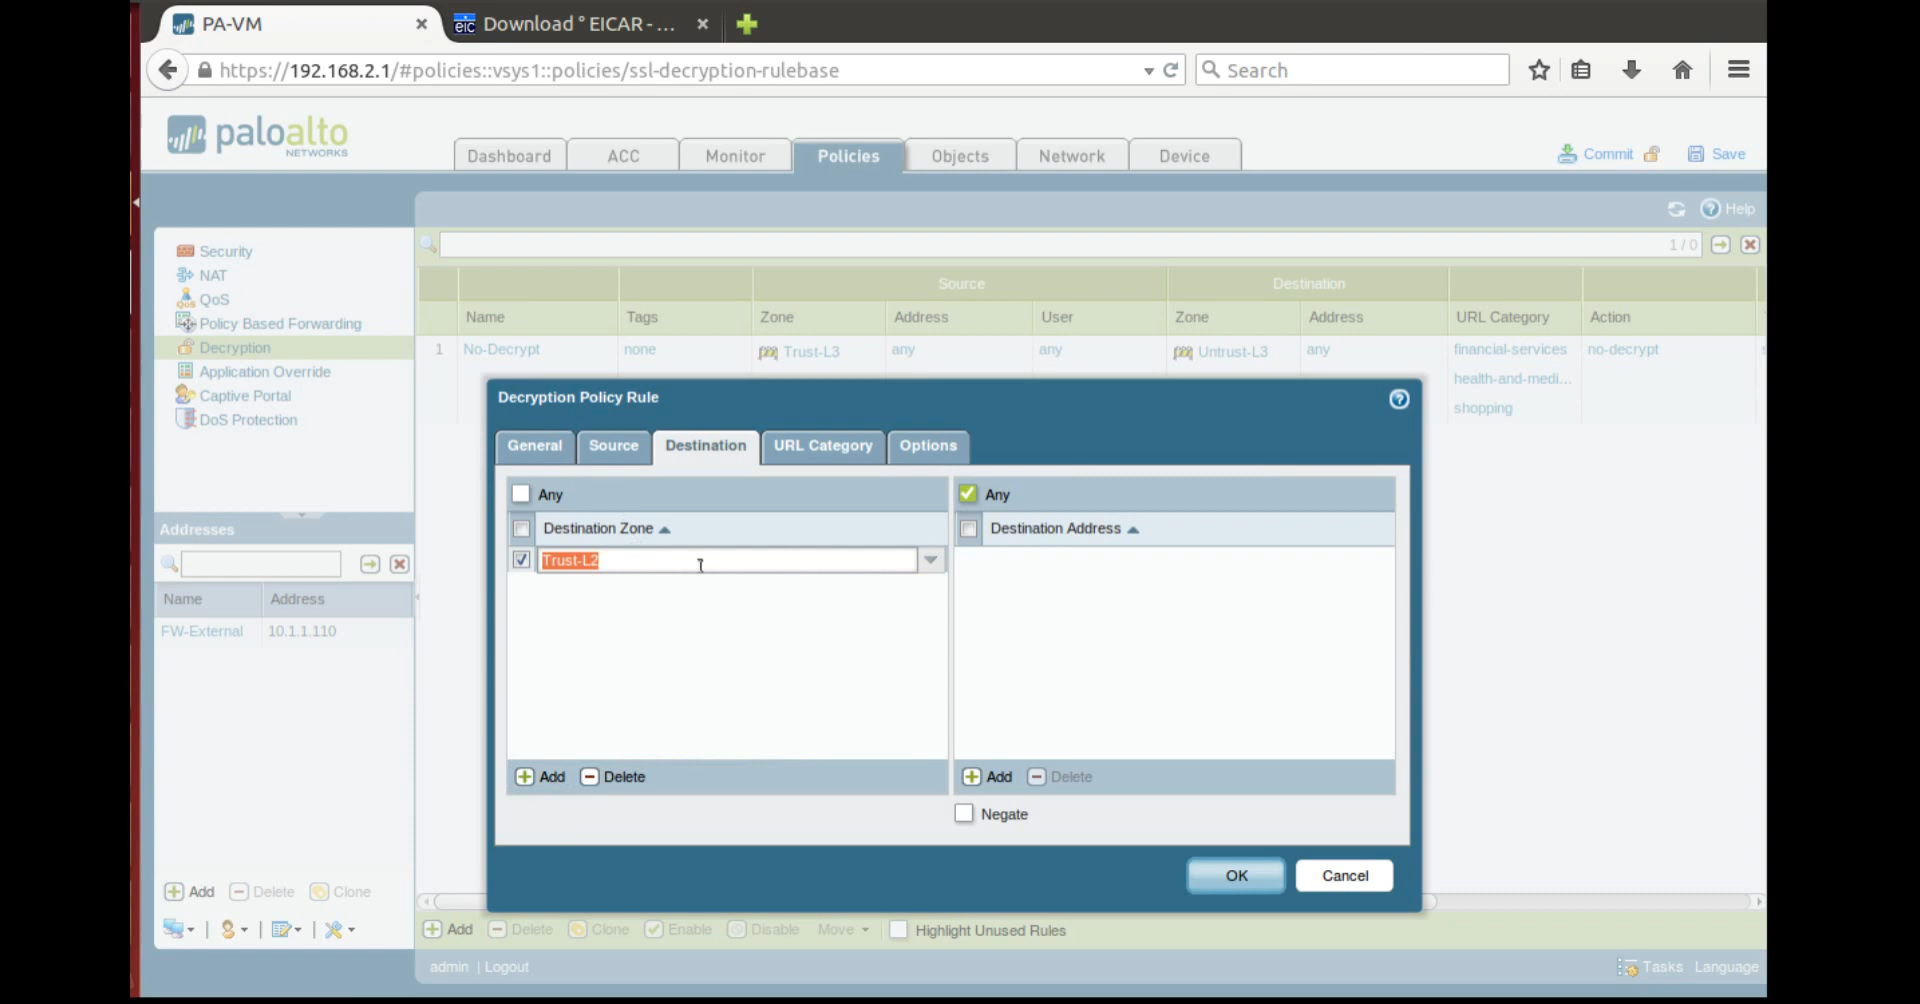 PA-VM
Download ° EICAR - ...
https://192.168.2.1/#policies::vsys1::policies/ssl-decryption-rulebase
Search
paloalto
NETWORKS
Dashboard
ACC
Monitor
Policies
Objects
Network
Device
Commit
Save
Help
Security
NAT
QoS
Policy Based Forwarding
Decryption
Application Override
Captive Portal
DoS Protection
1 / 0
Source
Destination
Name
Tags
Zone
Address
User
Zone
Address
URL Category
Action
1
No-Decrypt
none
Trust-L3
any
any
Untrust-L3
any
financial-services
no-decrypt
health-and-medi...
shopping
Decryption Policy Rule
General
Source
Destination
URL Category
Options
Any
Destination Zone
Trust-L2
Add
Delete
Any
Destination Address
Add
Delete
Negate
OK
Cancel
Addresses
Name
Address
FW-External
10.1.1.110
Add
Delete
Clone
Add
Delete
Clone
Enable
Disable
Move
Highlight Unused Rules
admin | Logout
Tasks
Language